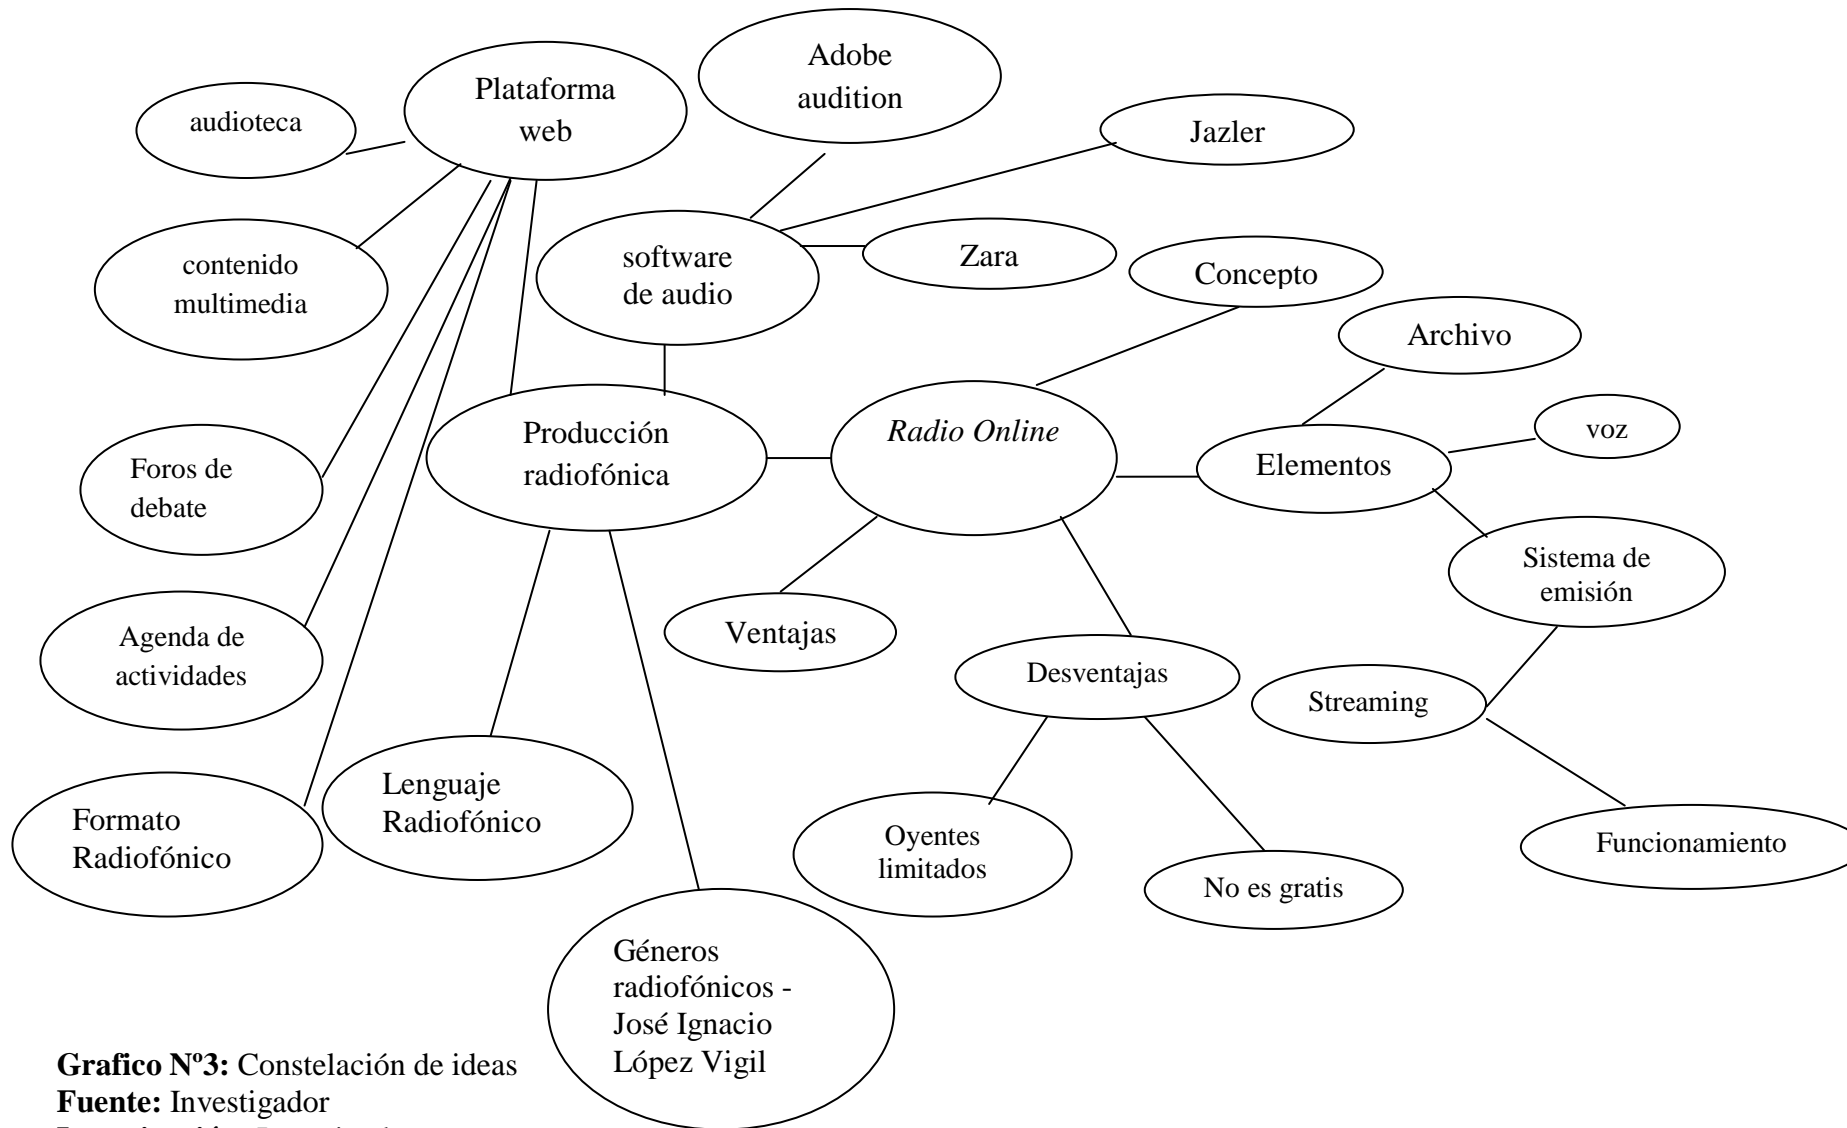 Adobe
audition
Plataforma
web
audioteca
Jazler
software
de audio
Zara
Concepto
contenido
multimedia
Archivo
Radio Online
voz
Producción
radiofónica
Elementos
Foros de
debate
Sistema de
emisión
Agenda de
actividades
Ventajas
Desventajas
Streaming
Lenguaje
Radiofónico
Formato
Radiofónico
Oyentes
limitados
Funcionamiento
No es gratis
Géneros
radiofónicos -
José Ignacio
López Vigil
Grafico Nº3: Constelación de ideas
Fuente: Investigador